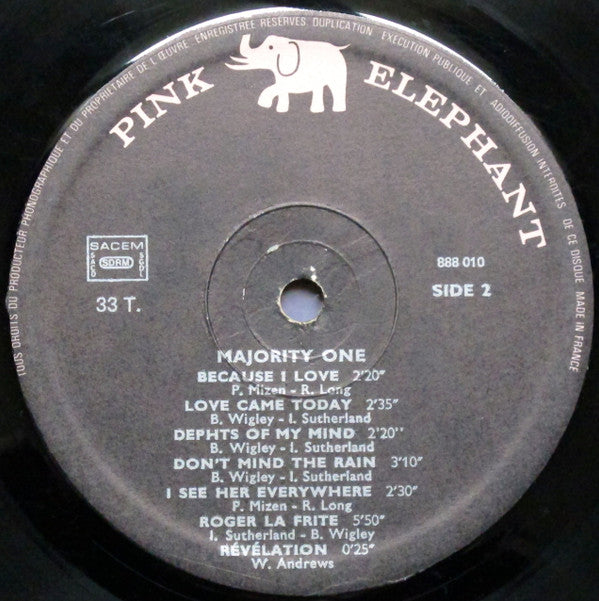 TOUS DROITS DU PRODUCTEUR PHONOGRAPHIQUE ET DU PROPRIETAIRE DE L'ŒUVRE ENREGISTREE RESERVES. DUPLICATION, EXECUTION PUBLIQUE ET RADIODIFFUSION INTERDITES DE CE DISQUE MADE IN FRANCE
PINK ELEPHANT
SACEM
SACD SDRM SGDL
33 T.
888 010
SIDE 2
MAJORITY ONE
BECAUSE I LOVE 2'20"
P. Mizen - R. Long
LOVE CAME TODAY 2'35"
B. Wigley - I. Sutherland
DEPHTS OF MY MIND 2'20''
B. Wigley - I. Sutherland
DON'T MIND THE RAIN 3'10"
B. Wigley - I. Sutherland
I SEE HER EVERYWHERE 2'30"
P. Mizen - R. Long
ROGER LA FRITE 5'50"
I. Sutherland - B. Wigley
RÉVÉLATION 0'25"
W. Andrews